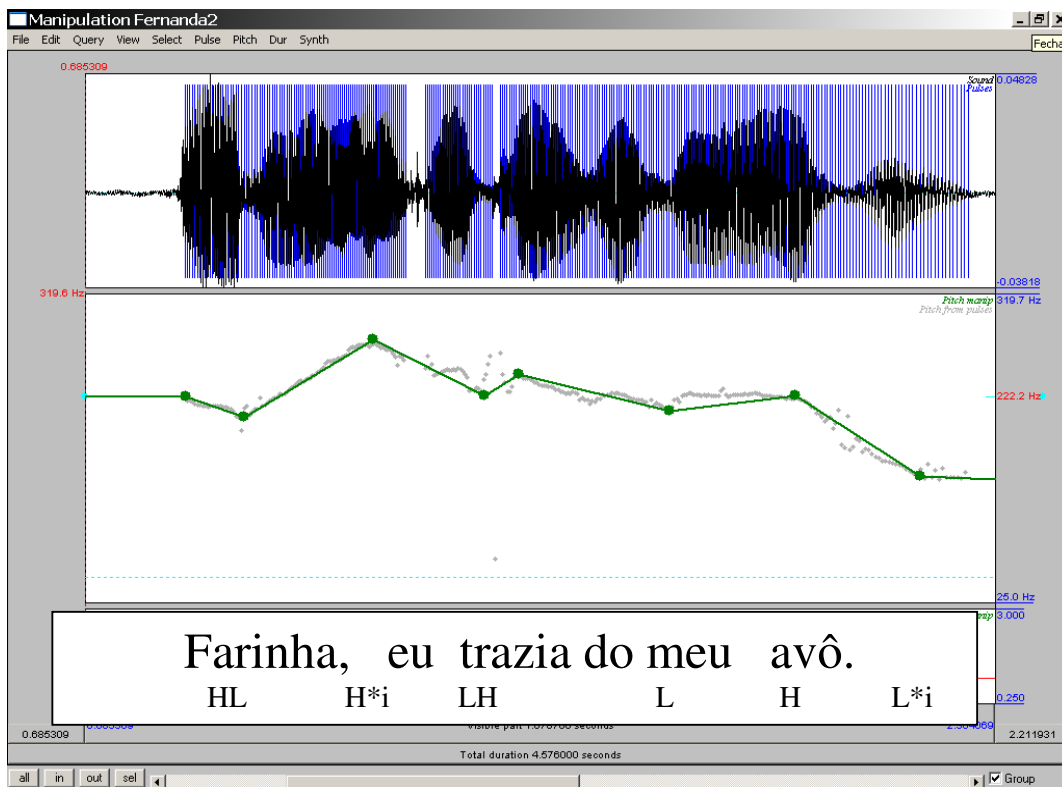 Manipulation Fernanda2
File Edit Query View Select Pulse Pitch Dur Synth
Fecha
0.685309
Sound 0.04828
Pulses
-0.03818
319.6 Hz
Pitch manip 319.7 Hz
Pitch from pulses
222.2 Hz
25.0 Hz
3.000
Farinha, eu trazia do meu avô.
HL H*i LH L H L*i
0.250
0.685309
Total duration 4.576000 seconds
2.211931
all in out sel Group